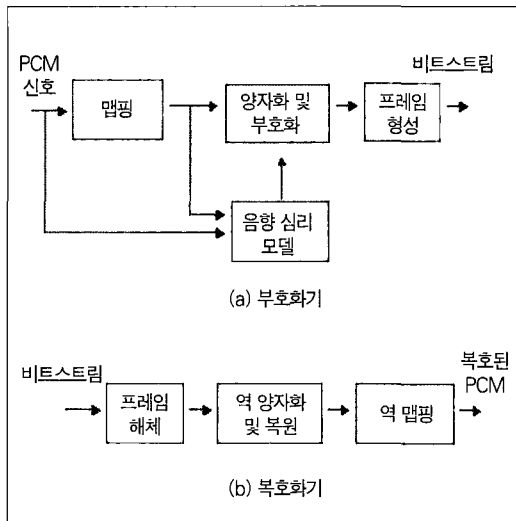 PCM
신호
맵핑
양자화 및
부호화
프레임
형성
비트스트림
음향 심리
모델
(a) 부호화기
비트스트림
프레임
해체
역 양자화
및 복원
역 맵핑
복호된
PCM
(b) 복호화기